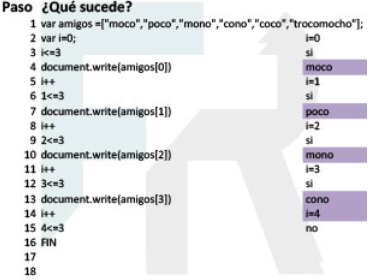 Paso ¿Qué sucede?
1 var amigos =["moco","poco","mono","cono","coco","trocomocho"];
2 var i=0; i=0
3 i<=3 si
4 document.write(amigos[0]) moco
5 i++ i=1
6 1<=3 si
7 document.write(amigos[1]) poco
8 i++ i=2
9 2<=3 si
10 document.write(amigos[2]) mono
11 i++ i=3
12 3<=3 si
13 document.write(amigos[3]) cono
14 i++ i=4
15 4<=3 no
16 FIN
17
18